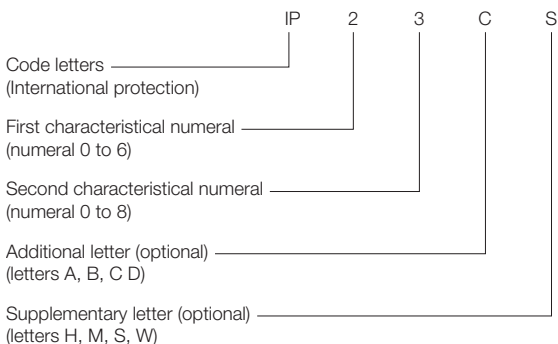 IP 2 3 C S
Code letters
(International protection)
First characteristical numeral
(numeral 0 to 6)
Second characteristical numeral
(numeral 0 to 8)
Additional letter (optional)
(letters A, B, C D)
Supplementary letter (optional)
(letters H, M, S, W)